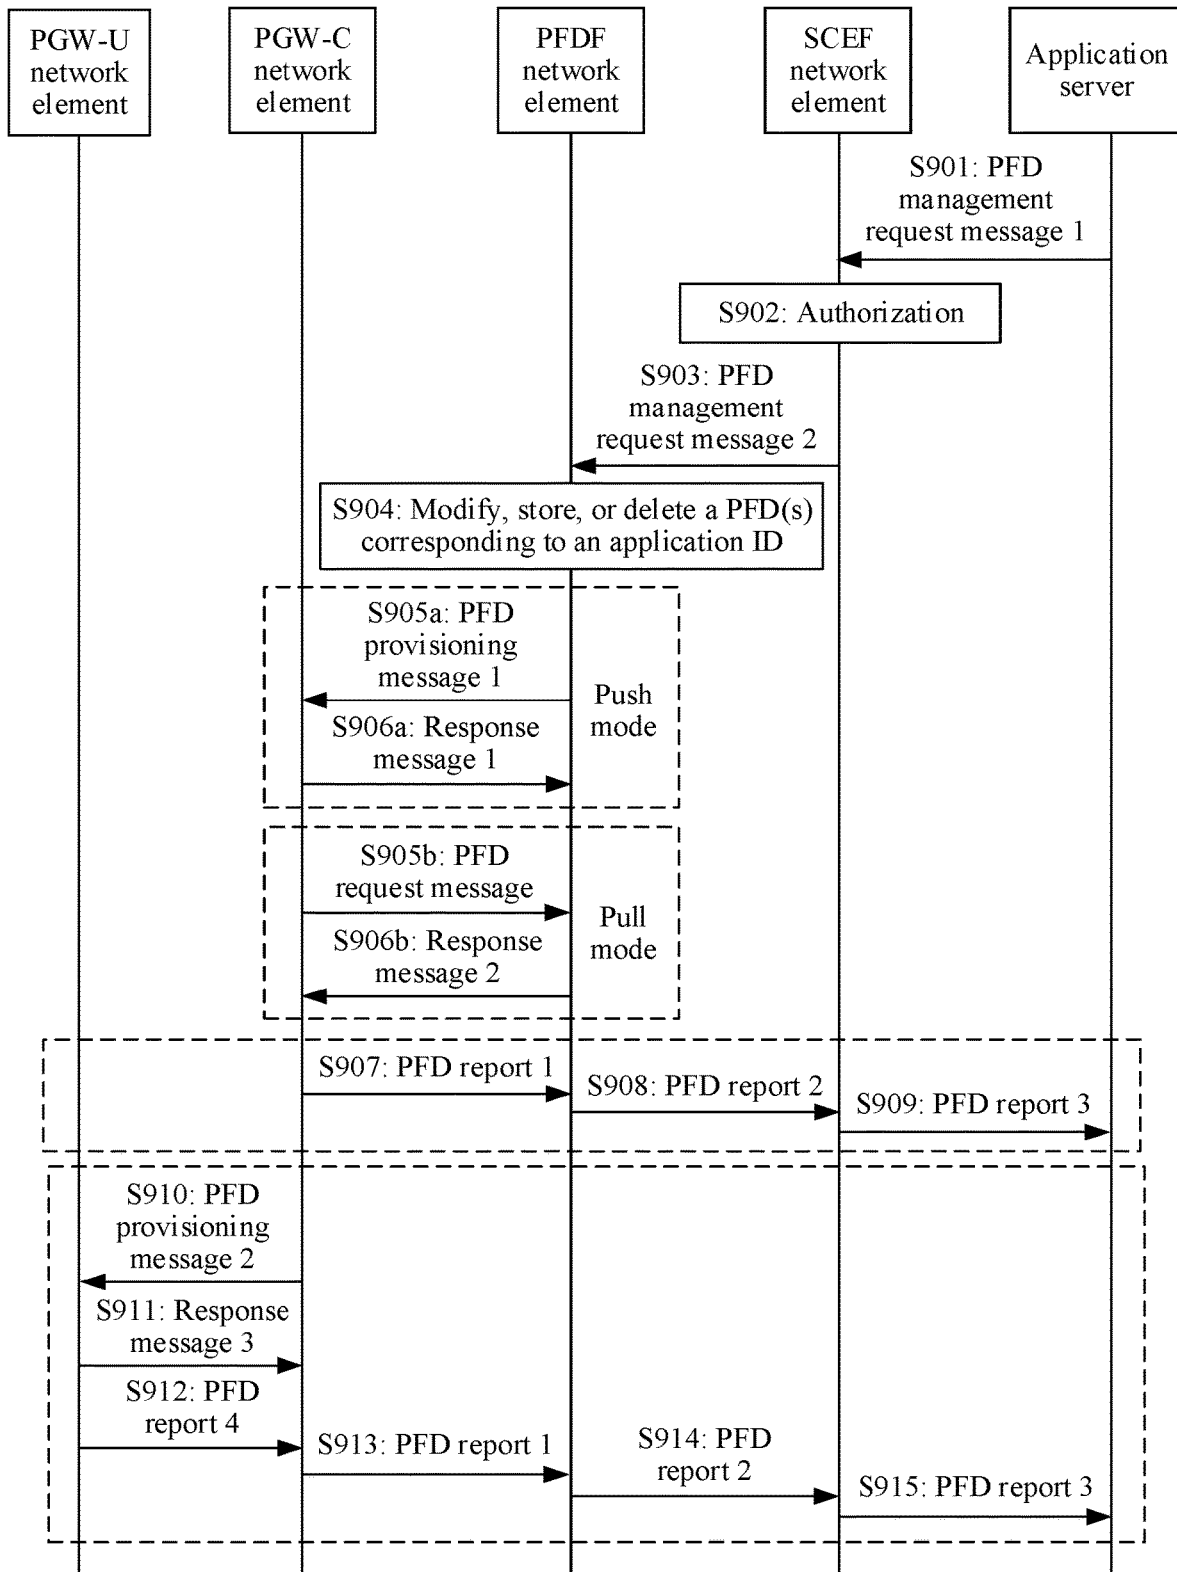 PGW-U
network
element
PGW-C
network
element
PFDF
network
element
SCEF
network
element
Application
server
S901: PFD
management
request message 1
S902: Authorization
S903: PFD
management
request message 2
S904: Modify, store, or delete a PFD(s)
corresponding to an application ID
S905a: PFD
provisioning
message 1
S906a: Response
message 1
Push
mode
S905b: PFD
request message
S906b: Response
message 2
Pull
mode
S907: PFD report 1
S908: PFD report 2
S909: PFD report 3
S910: PFD
provisioning
message 2
S911: Response
message 3
S912: PFD
report 4
S913: PFD report 1
S914: PFD
report 2
S915: PFD report 3